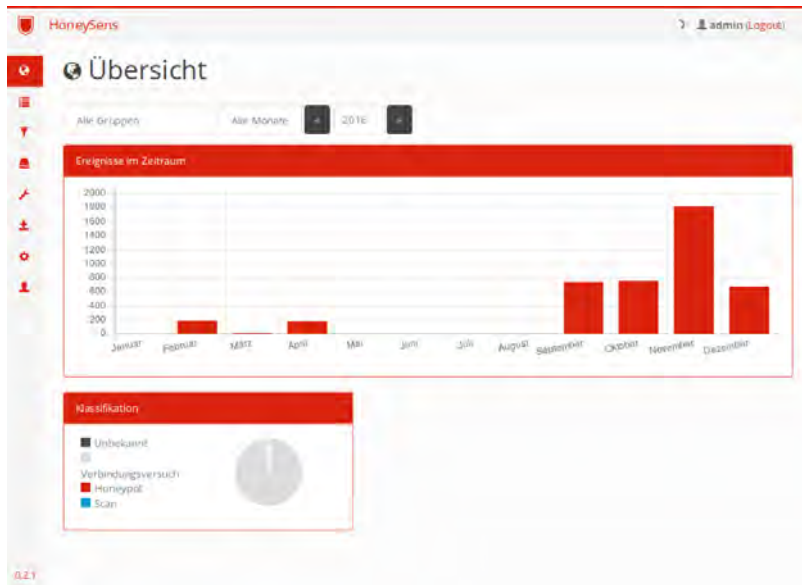 HoneySens
admin (Logout)
Übersicht
Alle Gruppen
Alle Monate
2016
Ereignisse im Zeitraum
2000
1800
1600
1400
1200
1000
800
600
400
200
0
Januar
Februar
März
April
Mai
Juni
Juli
August
September
Oktober
November
Dezember
Klassifikation
Unbekannt
Verbindungsversuch
Honeypot
Scan
0.2.1